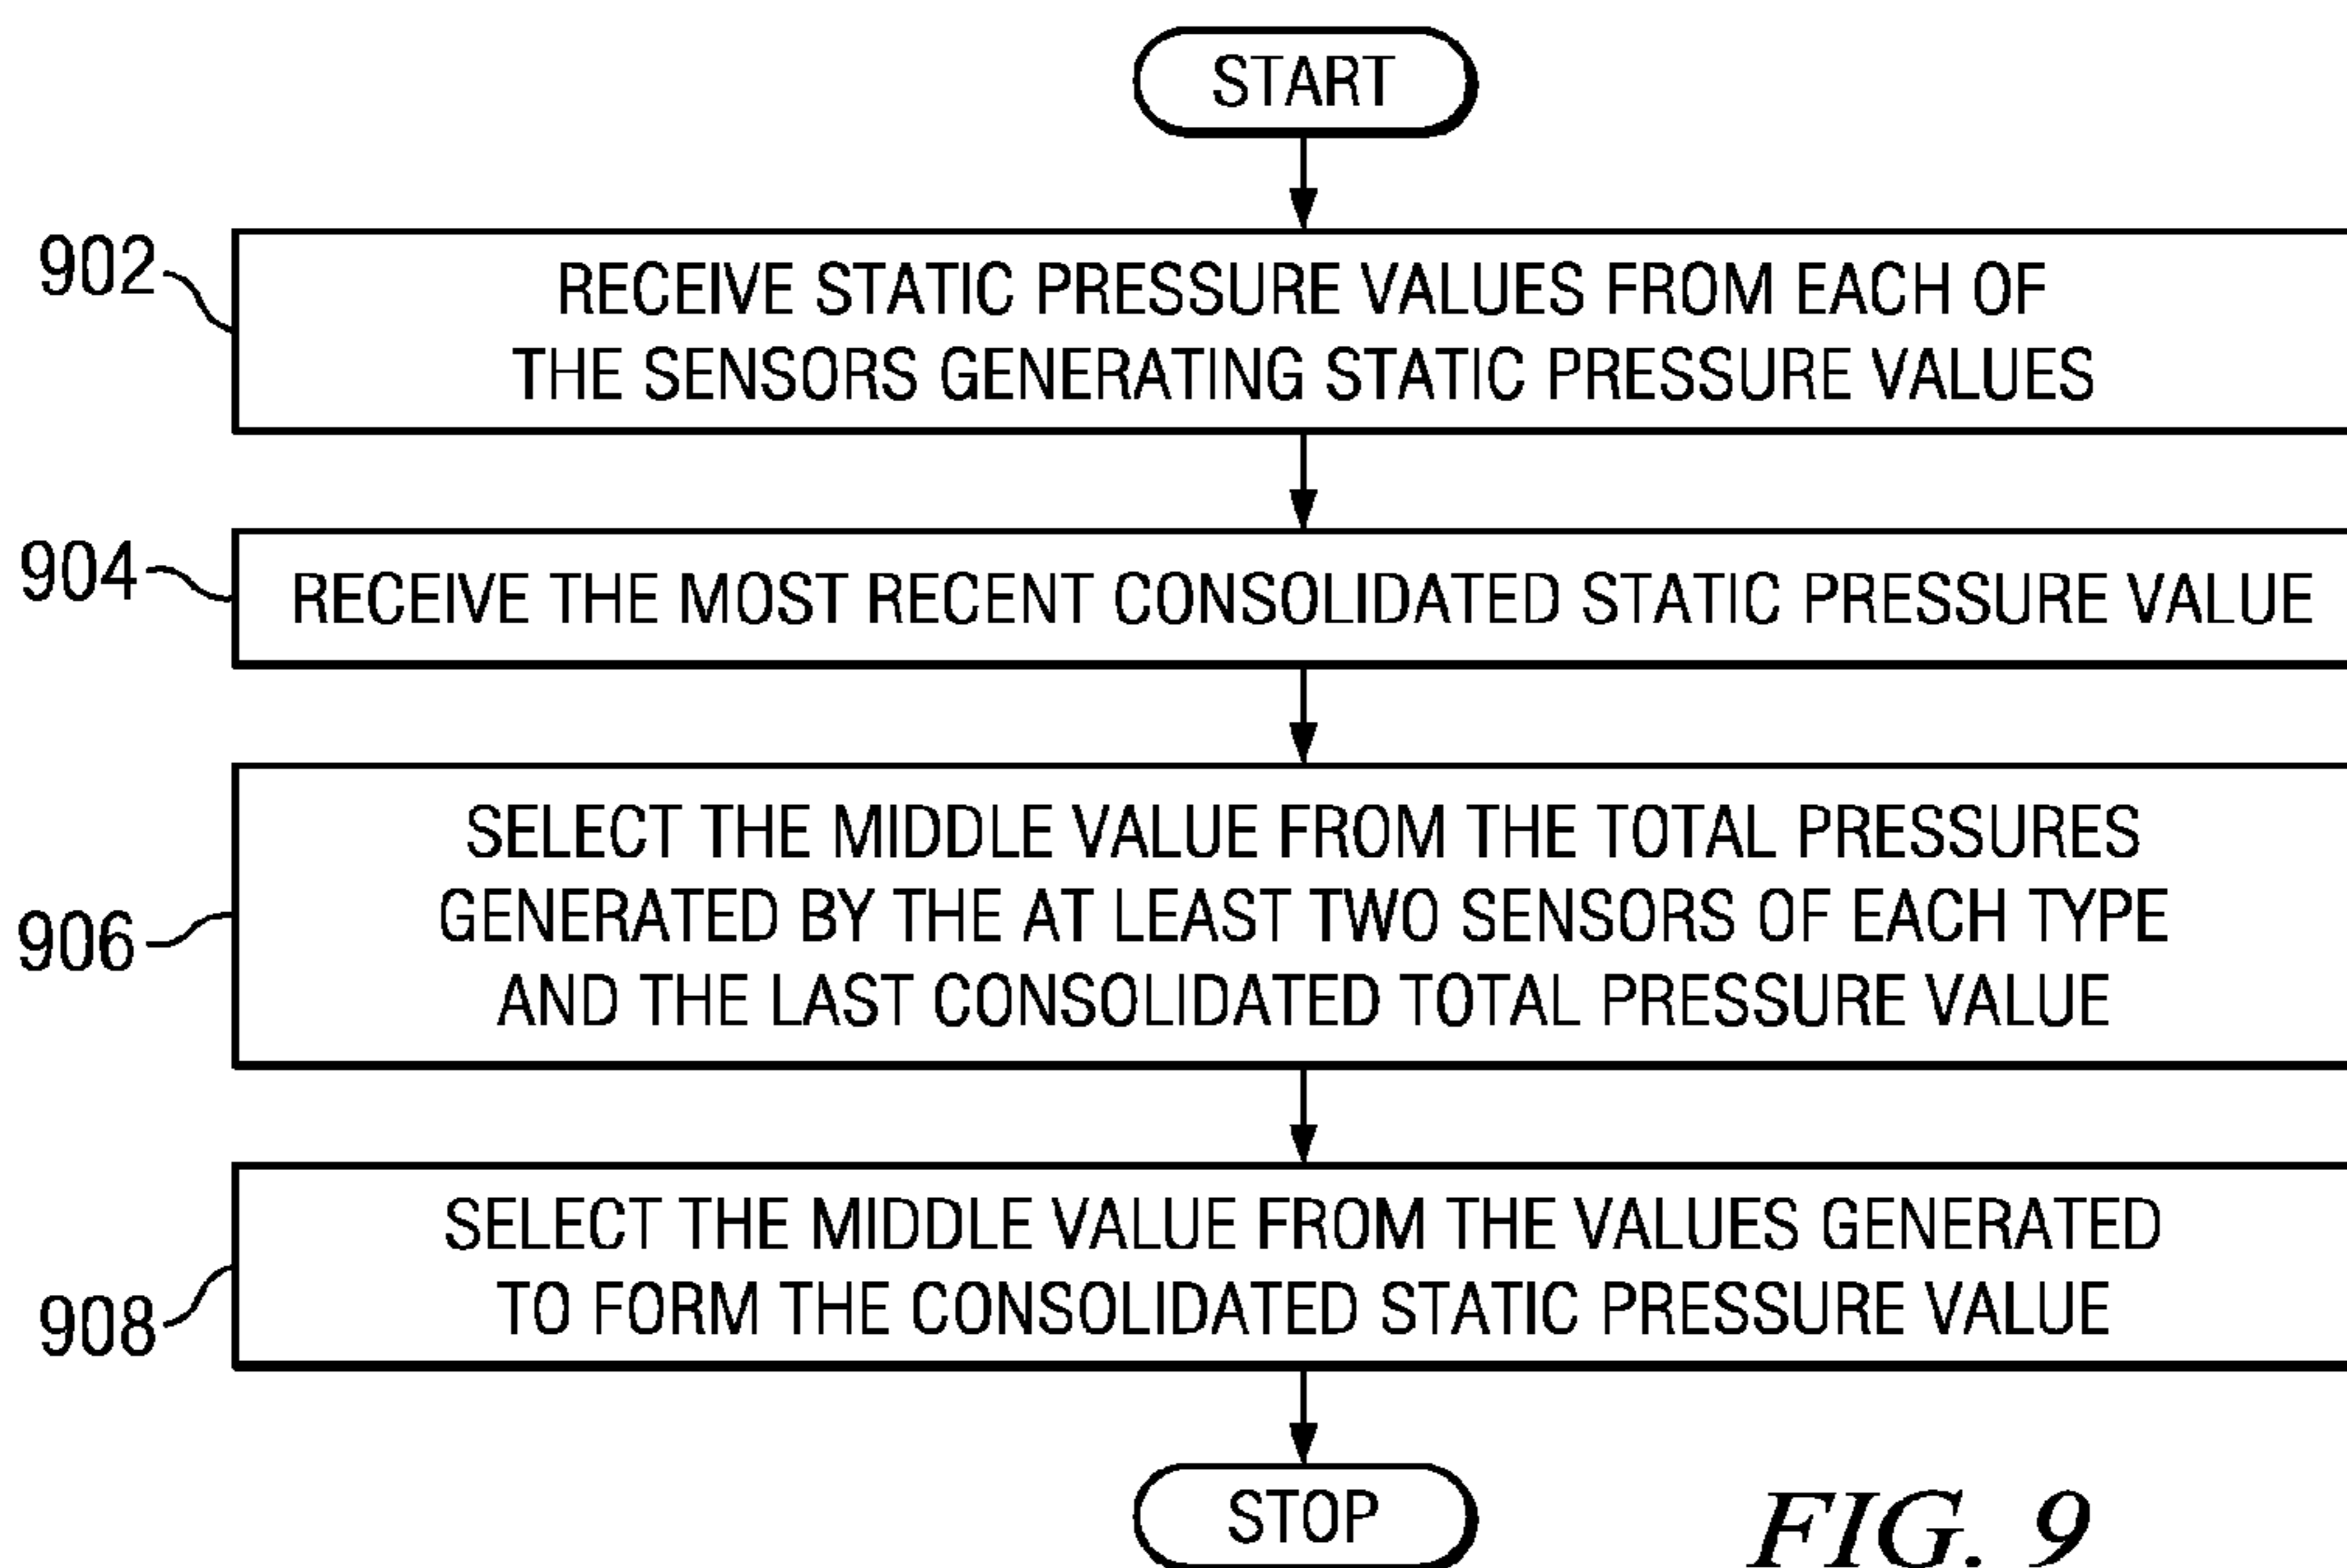 START
902
RECEIVE STATIC PRESSURE VALUES FROM EACH OF
THE SENSORS GENERATING STATIC PRESSURE VALUES
904
RECEIVE THE MOST RECENT CONSOLIDATED STATIC PRESSURE VALUE
906
SELECT THE MIDDLE VALUE FROM THE TOTAL PRESSURES
GENERATED BY THE AT LEAST TWO SENSORS OF EACH TYPE
AND THE LAST CONSOLIDATED TOTAL PRESSURE VALUE
908
SELECT THE MIDDLE VALUE FROM THE VALUES GENERATED
TO FORM THE CONSOLIDATED STATIC PRESSURE VALUE
STOP
FIG. 9